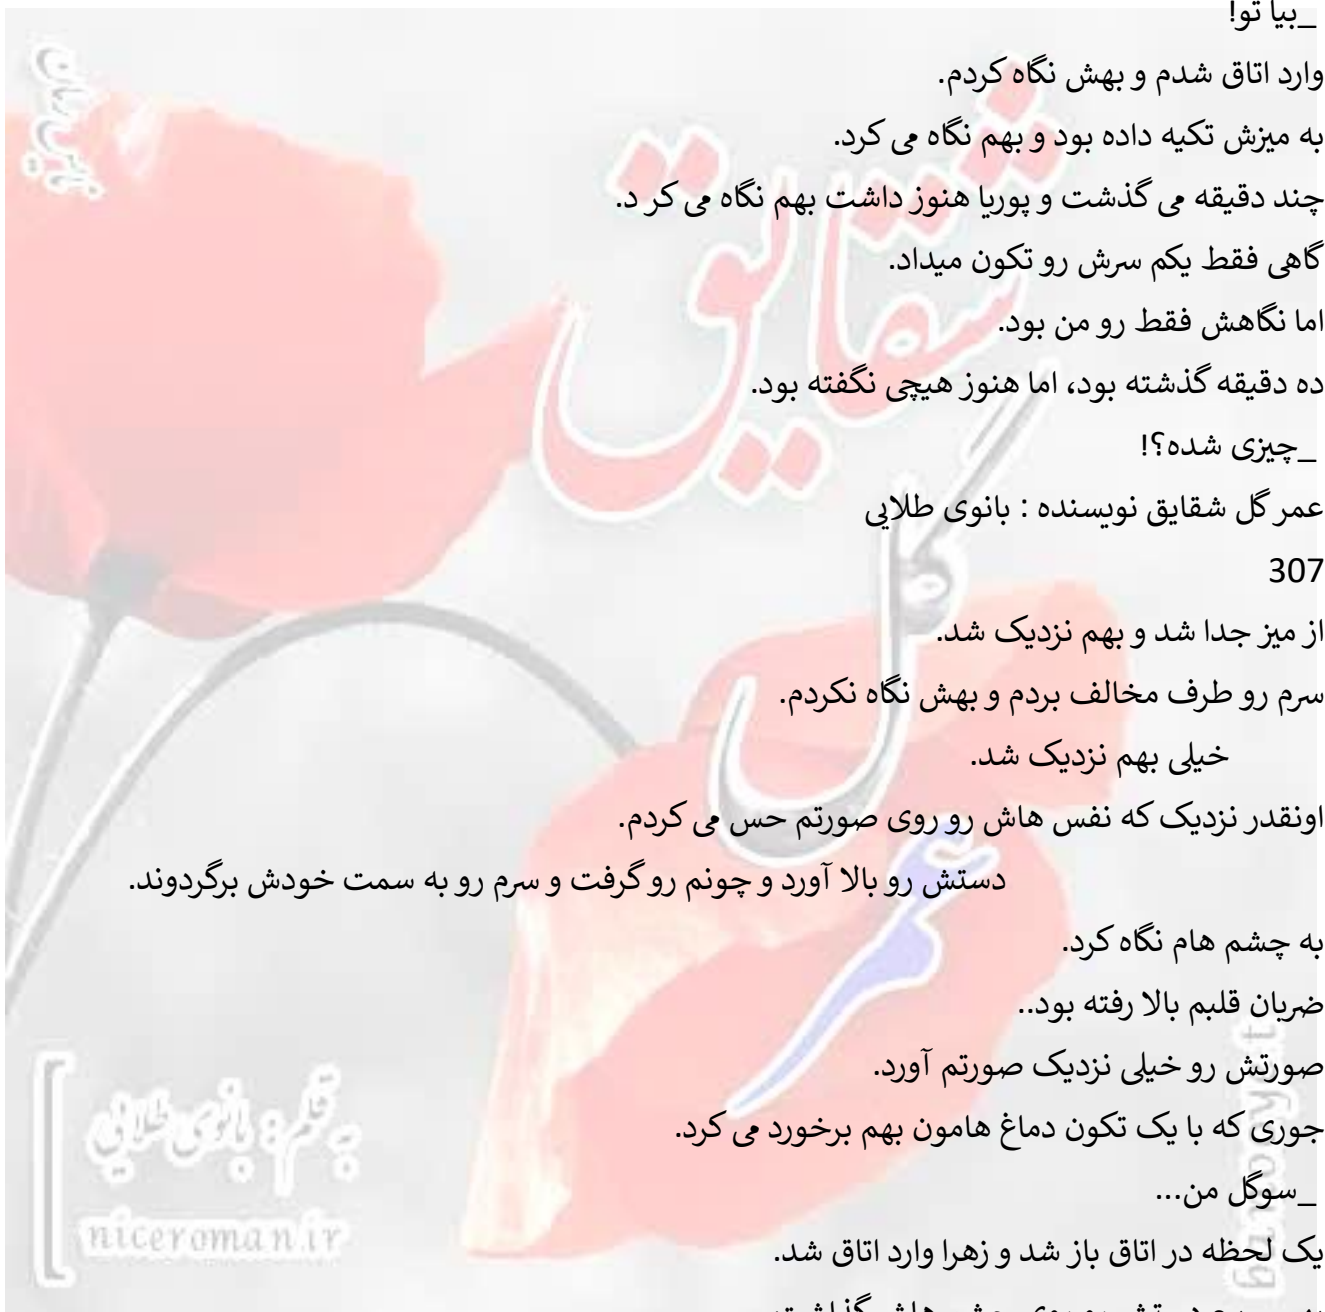 _بیا تو!
وارد اتاق شدم و بهش نگاه کردم.
به میزش تکیه داده بود و بهم نگاه می کرد.
چند دقیقه می گذشت و پوریا هنوز داشت بهم نگاه می کر د.
گاهی فقط یکم سرش رو تکون میداد.
اما نگاهش فقط رو من بود.
ده دقیقه گذشته بود، اما هنوز هیچی نگفته بود.
_چیزی شده؟!
عمر گل شقایق نویسنده : بانوی طلایی
307
از میز جدا شد و بهم نزدیک شد.
سرم رو طرف مخالف بردم و بهش نگاه نکردم.
خیلی بهم نزدیک شد.
اونقدر نزدیک که نفس هاش رو روی صورتم حس می کردم.
دستش رو بالا آورد و چونم رو گرفت و سرم رو به سمت خودش برگردوند.
به چشم هام نگاه کرد.
ضربان قلبم بالا رفته بود..
صورتش رو خیلی نزدیک صورتم آورد.
جوری که با یک تکون دماغ هامون بهم برخورد می کرد.
_سوگل من...
یک لحظه در اتاق باز شد و زهرا وارد اتاق شد.
شقایق
گل
عمر
به قلم : بانوی طلایی
niceroman.ir